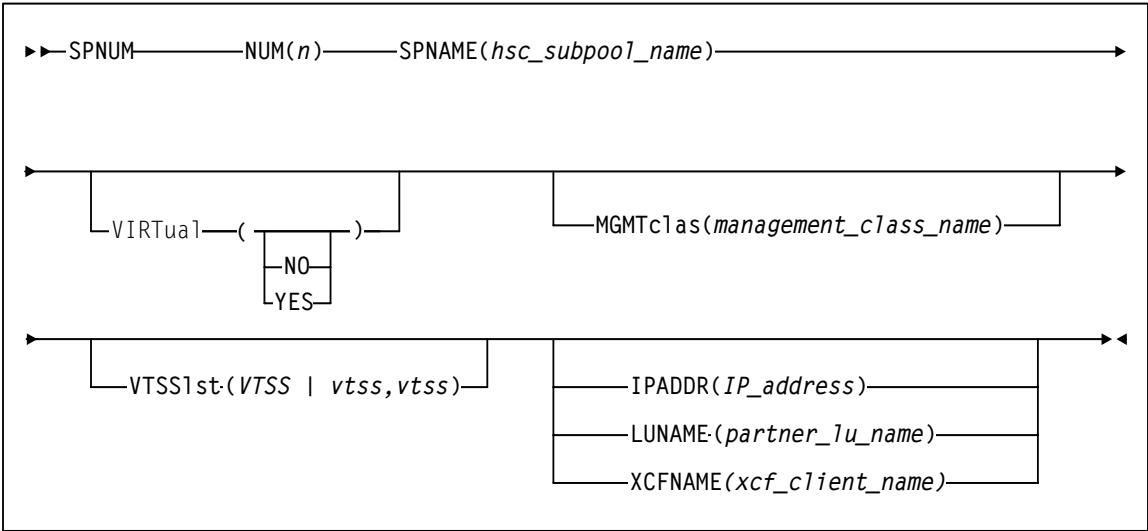 SPNUM NUM(n) SPNAME(hsc_subpool_name)
VIRTual ( )
NO
YES
MGMTclas(management_class_name)
VTSSlst (VTSS | vtss,vtss)
IPADDR(IP_address)
LUNAME (partner_lu_name)
XCFNAME(xcf_client_name)